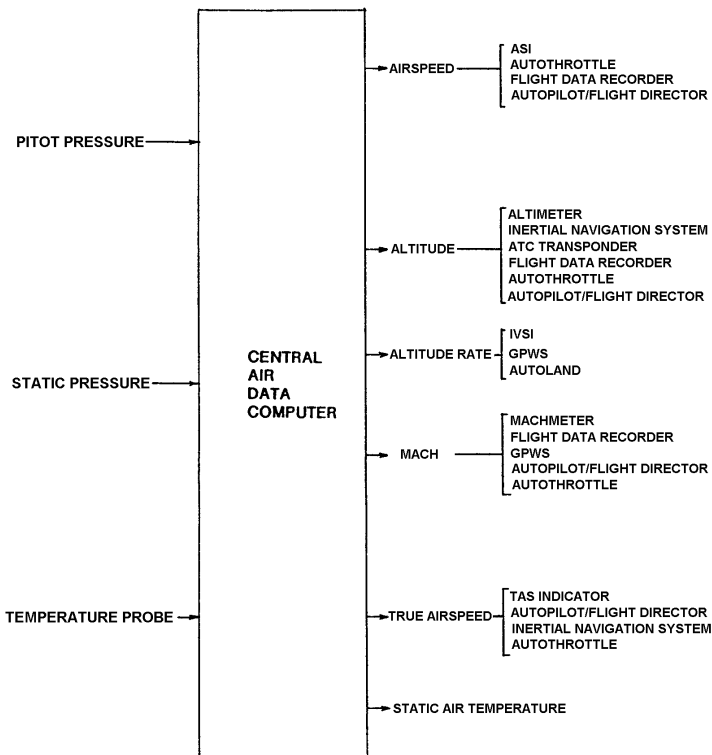 PITOT PRESSURE
STATIC PRESSURE
TEMPERATURE PROBE
CENTRAL
AIR
DATA
COMPUTER
AIRSPEED
ASI
AUTOTHROTTLE
FLIGHT DATA RECORDER
AUTOPILOT/FLIGHT DIRECTOR
ALTITUDE
ALTIMETER
INERTIAL NAVIGATION SYSTEM
ATC TRANSPONDER
FLIGHT DATA RECORDER
AUTOTHROTTLE
AUTOPILOT/FLIGHT DIRECTOR
ALTITUDE RATE
IVSI
GPWS
AUTOLAND
MACH
MACHMETER
FLIGHT DATA RECORDER
GPWS
AUTOPILOT/FLIGHT DIRECTOR
AUTOTHROTTLE
TRUE AIRSPEED
TAS INDICATOR
AUTOPILOT/FLIGHT DIRECTOR
INERTIAL NAVIGATION SYSTEM
AUTOTHROTTLE
STATIC AIR TEMPERATURE